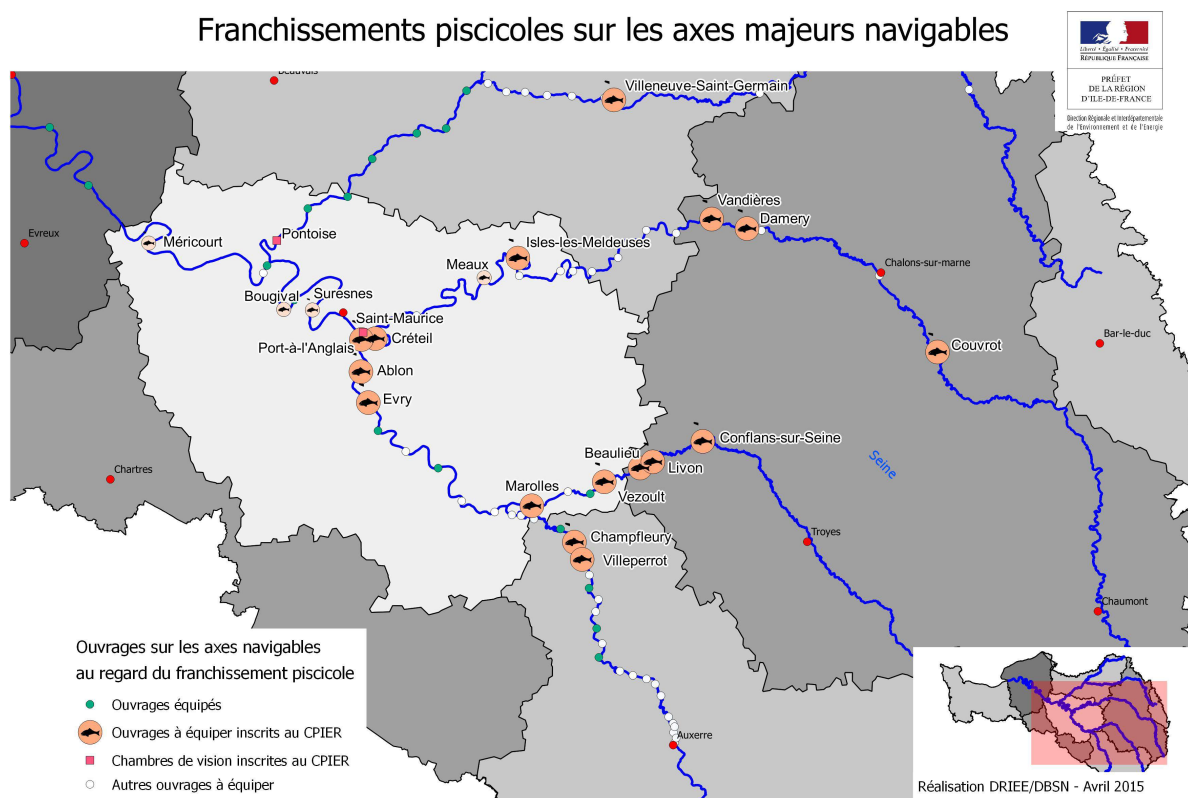 Franchissements piscicoles sur les axes majeurs navigables
Liberté • Égalité • Fraternité
RÉPUBLIQUE FRANÇAISE
PRÉFET
DE LA RÉGION
D'ILE-DE-FRANCE
Direction Régionale et Interdépartementale
de l'Environnement et de l'Energie
Beauvais
Villeneuve-Saint-Germain
Vandières
Damery
Evreux
Méricourt
Pontoise
Isles-les-Meldeuses
Meaux
Chalons-sur-marne
Bougival
Suresnes
Saint-Maurice
Créteil
Port-à-l'Anglais
Couvrot
Bar-le-duc
Ablon
Evry
Conflans-sur-Seine
Beaulieu
Livon
Seine
Chartres
Marolles
Vezoult
Champfleury
Villeperrot
Troyes
Chaumont
Auxerre
Ouvrages sur les axes navigables
au regard du franchissement piscicole
Ouvrages équipés
Ouvrages à équiper inscrits au CPIER
Chambres de vision inscrites au CPIER
Autres ouvrages à équiper
Réalisation DRIEE/DBSN - Avril 2015